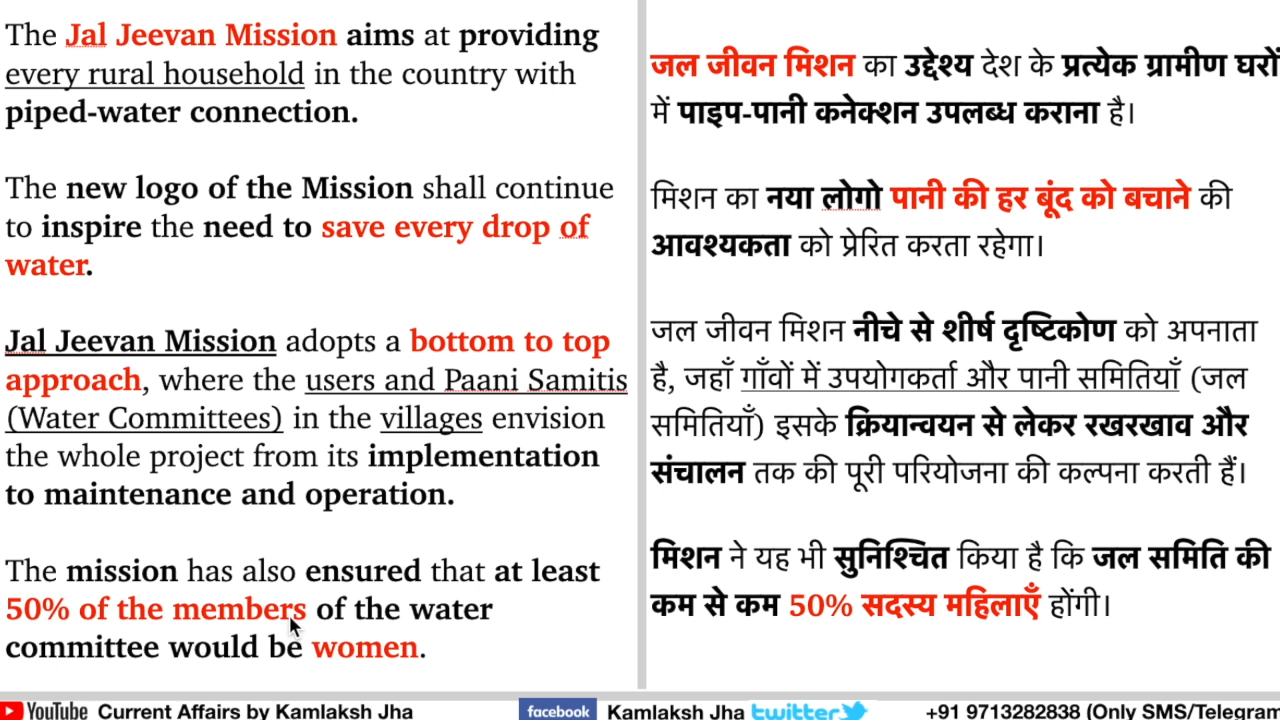 The Jal Jeevan Mission aims at providing
every rural household in the country with
piped-water connection.
The new logo of the Mission shall continue
to inspire the need to save every drop of
water.
Jal Jeevan Mission adopts a bottom to top
approach, where the users and Paani Samitis
(Water Committees) in the villages envision
the whole project from its implementation
to maintenance and operation.
The mission has also ensured that at least
50% of the members of the water
committee would be women.
जल जीवन मिशन का उद्देश्य देश के प्रत्येक ग्रामीण घरों
में पाइप-पानी कनेक्शन उपलब्ध कराना है।
मिशन का नया लोगो पानी की हर बूंद को बचाने की
आवश्यकता को प्रेरित करता रहेगा।
जल जीवन मिशन नीचे से शीर्ष दृष्टिकोण को अपनाता
है, जहाँ गाँवों में उपयोगकर्ता और पानी समितियाँ (जल
समितियाँ) इसके क्रियान्वयन से लेकर रखरखाव और
संचालन तक की पूरी परियोजना की कल्पना करती हैं।
मिशन ने यह भी सुनिश्चित किया है कि जल समिति की
कम से कम 50% सदस्य महिलाएँ होंगी।
YouTube Current Affairs by Kamlaksh Jha facebook Kamlaksh Jha twitter +91 9713282838 (Only SMS/Telegram